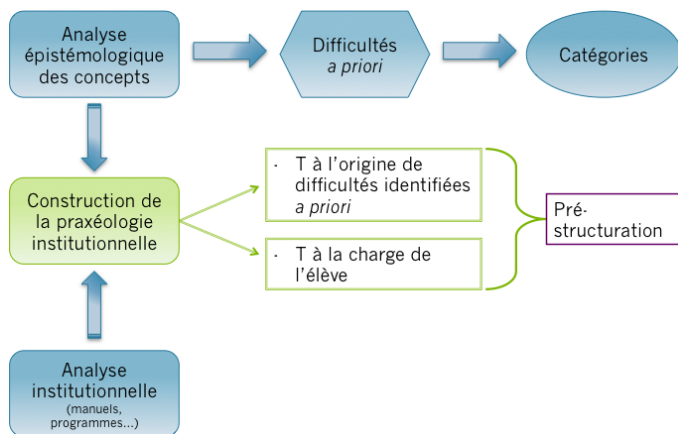 Analyse
épistémologique
des concepts
Difficultés
a priori
Catégories
Construction de
la praxéologie
institutionnelle
· T à l'origine de
difficultés identifiées
a priori
· T à la charge de
l'élève
Pré-
structuration
Analyse
institutionnelle
(manuels,
programmes...)